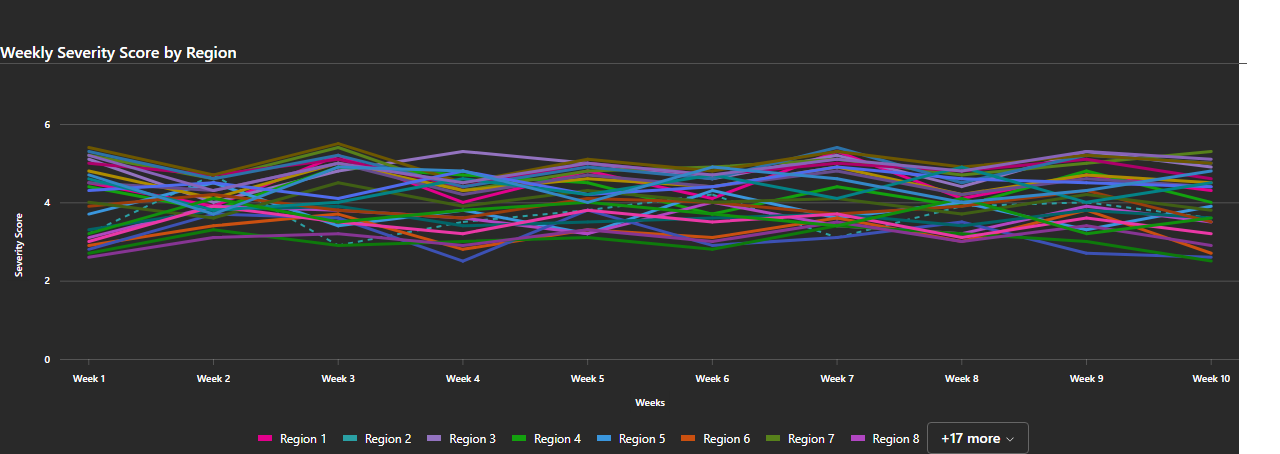 Weekly Severity Score by Region
6
4
2
0
Severity Score
Week 1 Week 2 Week 3 Week 4 Week 5 Week 6 Week 7 Week 8 Week 9 Week 10
Weeks
Region 1 Region 2 Region 3 Region 4 Region 5 Region 6 Region 7 Region 8 +17 more